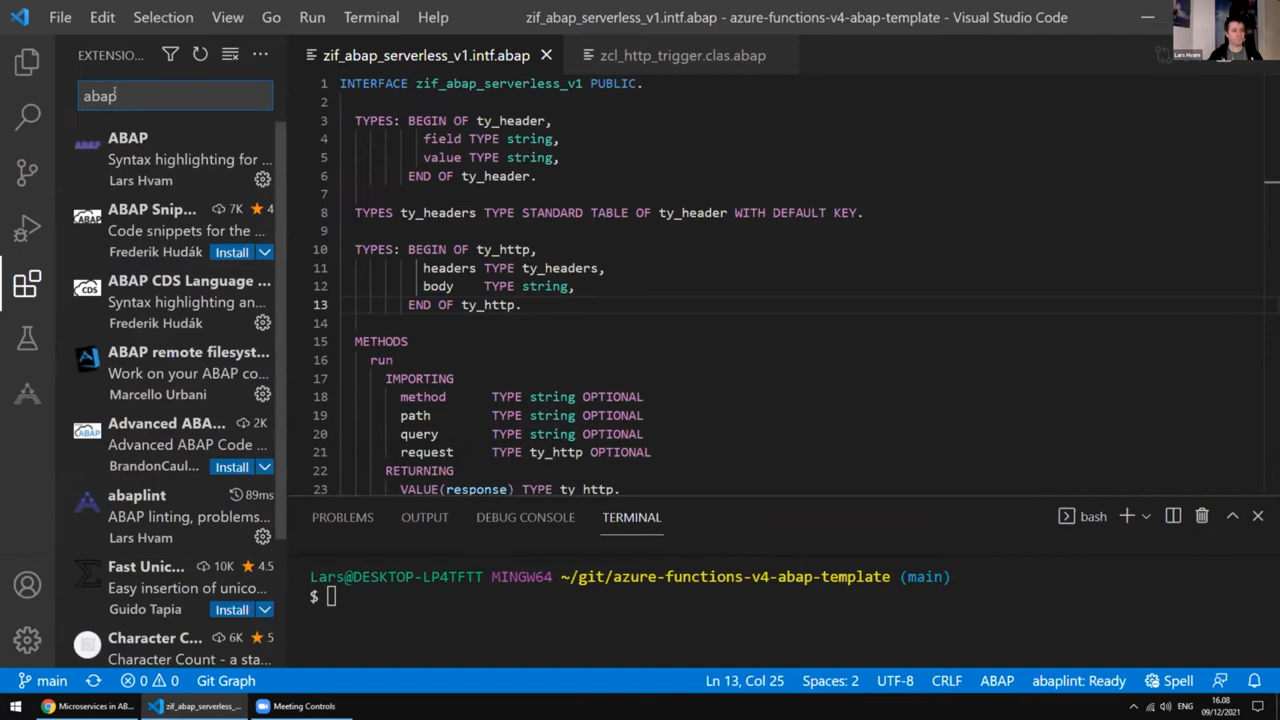 File Edit Selection View Go Run Terminal Help
zif_abap_serverless_v1.intf.abap - azure-functions-v4-abap-template - Visual Studio Code
Lars Hvam
EXTENSIO...
abap
ABAP
Syntax highlighting for ...
Lars Hvam
ABAP Snip... 7K 4
Code snippets for the ...
Frederik Hudák Install
ABAP CDS Language ...
Syntax highlighting an...
Frederik Hudák
ABAP remote filesyst...
Work on your ABAP co...
Marcello Urbani
Advanced ABA... 2K
Advanced ABAP Code ...
BrandonCaul... Install
abaplint 89ms
ABAP linting, problems...
Lars Hvam
Fast Unic... 10K 4.5
Easy insertion of unico...
Guido Tapia Install
Character C... 6K 5
Character Count - a sta...
zif_abap_serverless_v1.intf.abap zcl_http_trigger.clas.abap
1 INTERFACE zif_abap_serverless_v1 PUBLIC.
2
3 TYPES: BEGIN OF ty_header,
4 field TYPE string,
5 value TYPE string,
6 END OF ty_header.
7
8 TYPES ty_headers TYPE STANDARD TABLE OF ty_header WITH DEFAULT KEY.
9
10 TYPES: BEGIN OF ty_http,
11 headers TYPE ty_headers,
12 body TYPE string,
13 END OF ty_http.
14
15 METHODS
16 run
17 IMPORTING
18 method TYPE string OPTIONAL
19 path TYPE string OPTIONAL
20 query TYPE string OPTIONAL
21 request TYPE ty_http OPTIONAL
22 RETURNING
23 VALUE(response) TYPE ty_http.
PROBLEMS OUTPUT DEBUG CONSOLE TERMINAL
bash
Lars@DESKTOP-LP4TFTT MINGW64 ~/git/azure-functions-v4-abap-template (main)
$
main 0 0 Git Graph Ln 13, Col 25 Spaces: 2 UTF-8 CRLF ABAP abaplint: Ready Spell
Microservices in AB... zif_abap_serverless_... Meeting Controls ENG
16.08
09/12/2021